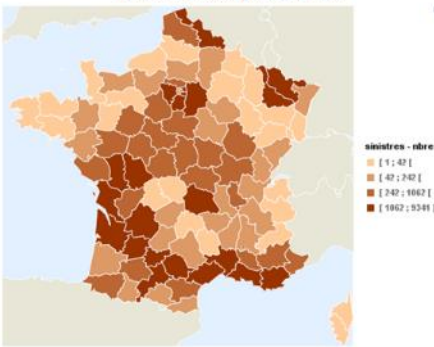 sinistres - nbre
[ 1 ; 42 [
[ 42 ; 242 [
[ 242 ; 1062 [
[ 1062 ; 9341 ]